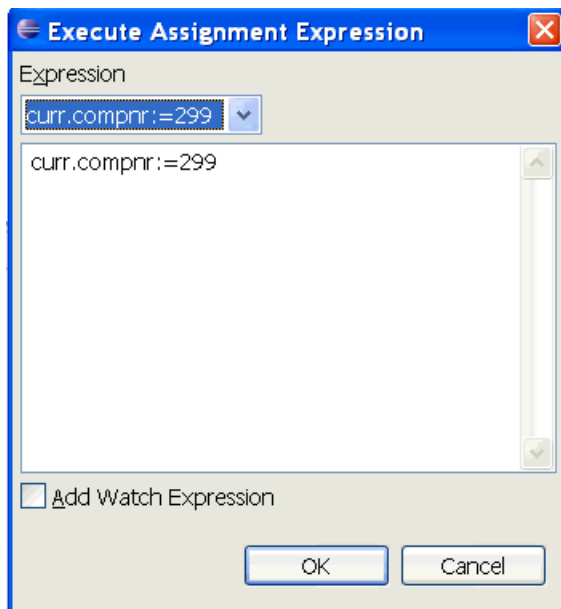 Execute Assignment Expression
Expression
curr.compnr:=299
curr.compnr:=299
Add Watch Expression
OK Cancel